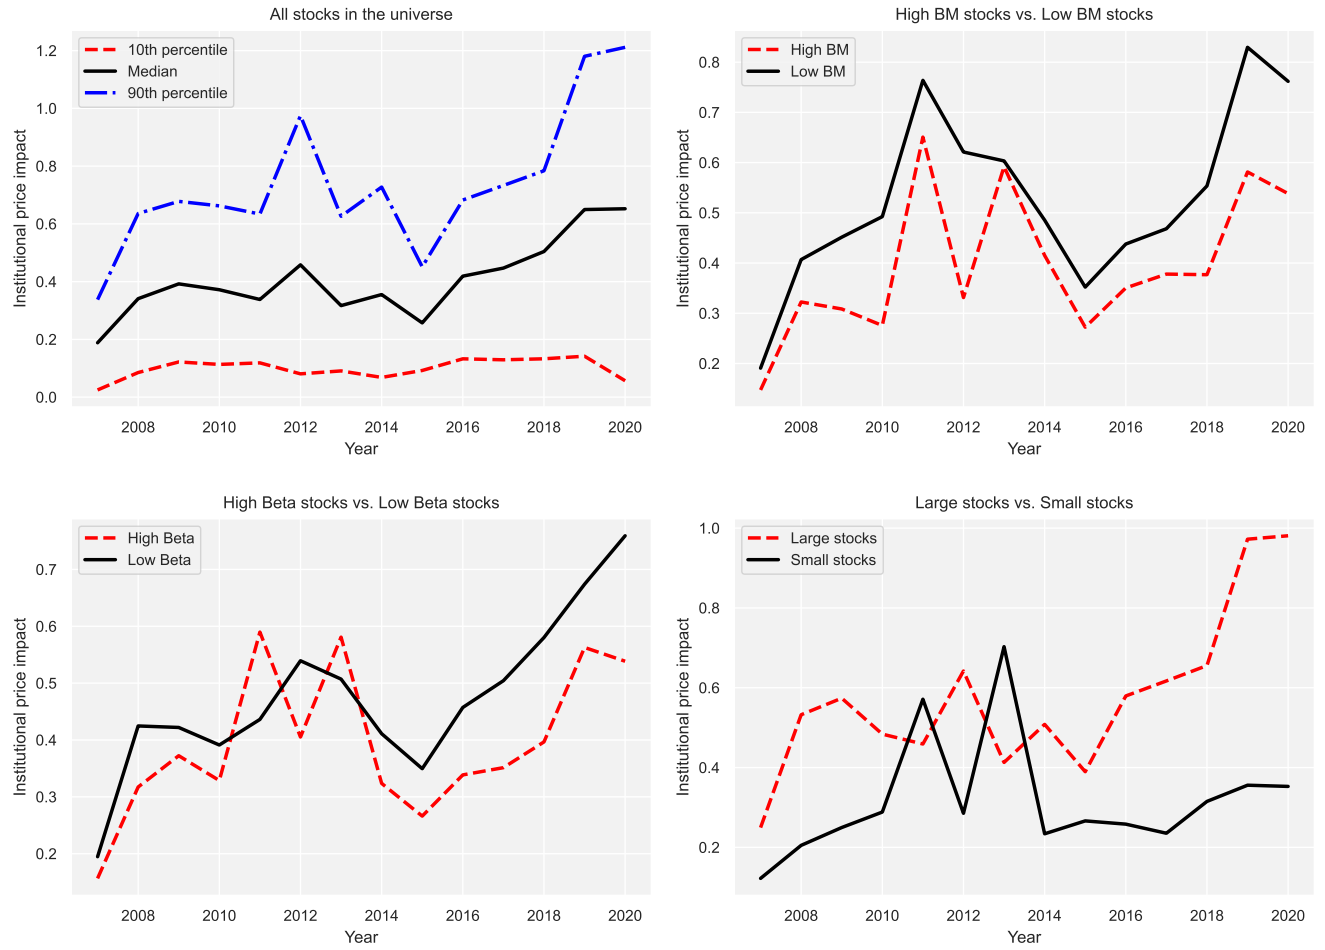 All stocks in the universe
10th percentile
Median
90th percentile
Institutional price impact
1.2
1.0
0.8
0.6
0.4
0.2
0.0
2008 2010 2012 2014 2016 2018 2020
Year
High BM stocks vs. Low BM stocks
High BM
Low BM
Institutional price impact
0.8
0.7
0.6
0.5
0.4
0.3
0.2
2008 2010 2012 2014 2016 2018 2020
Year
High Beta stocks vs. Low Beta stocks
High Beta
Low Beta
Institutional price impact
0.7
0.6
0.5
0.4
0.3
0.2
2008 2010 2012 2014 2016 2018 2020
Year
Large stocks vs. Small stocks
Large stocks
Small stocks
Institutional price impact
1.0
0.8
0.6
0.4
0.2
2008 2010 2012 2014 2016 2018 2020
Year